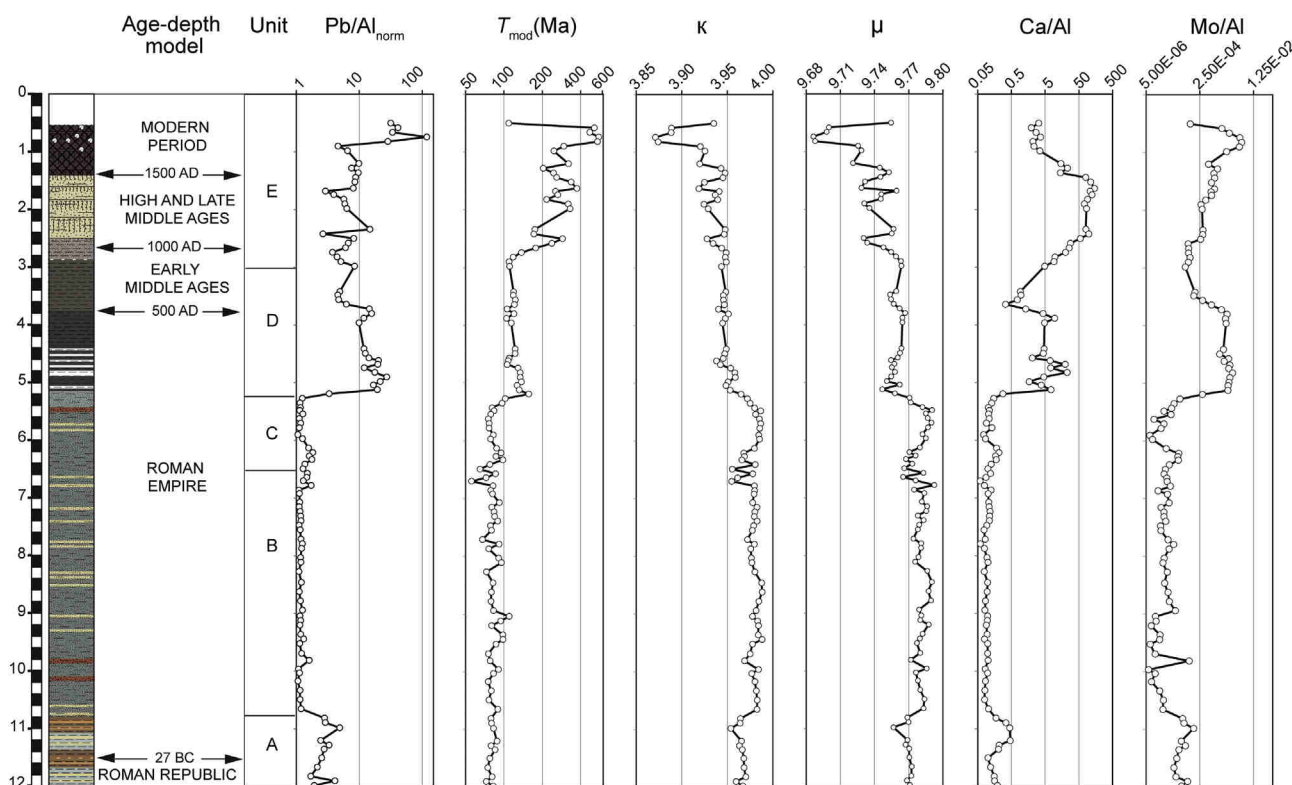 Age-depth model
Unit
Pb/Al norm
T mod (Ma)
κ
μ
Ca/Al
Mo/Al
1 10 100
50 100 200 400 600
3.85 3.90 3.95 4.00
9.68 9.71 9.74 9.77 9.80
0.05 0.5 5 50 500
5.00E-06 2.50E-04 1.25E-02
0
MODERN PERIOD
1
1500 AD
E
HIGH AND LATE MIDDLE AGES
2
1000 AD
3
EARLY MIDDLE AGES
500 AD
D
4
5
C
6
ROMAN EMPIRE
7
B
8
9
10
11
A
27 BC
ROMAN REPUBLIC
12